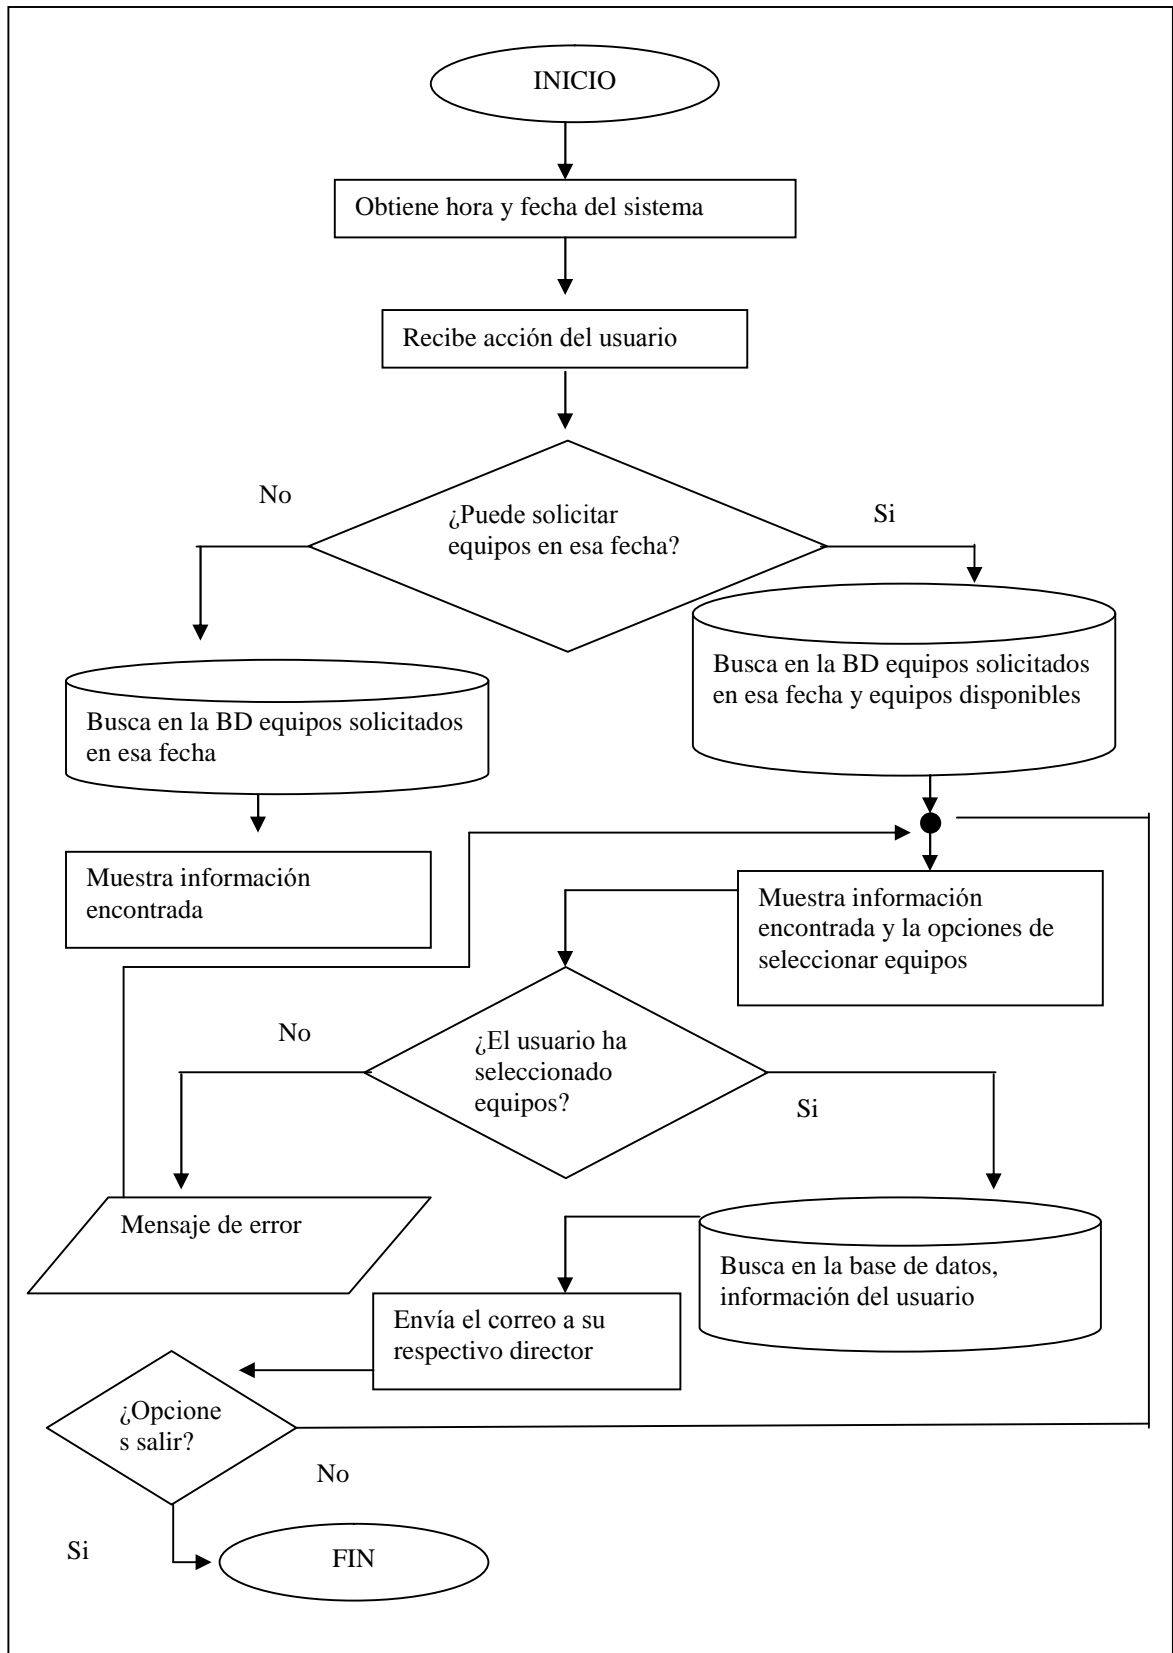 INICIO
Obtiene hora y fecha del sistema
Recibe acción del usuario
No
¿Puede solicitar
equipos en esa fecha?
Si
Busca en la BD equipos solicitados
en esa fecha y equipos disponibles
Busca en la BD equipos solicitados
en esa fecha
Muestra información
encontrada
Muestra información
encontrada y la opciones de
seleccionar equipos
No
¿El usuario ha
seleccionado
equipos?
Si
Mensaje de error
Busca en la base de datos,
información del usuario
Envía el correo a su
respectivo director
¿Opcione
s salir?
No
Si
FIN